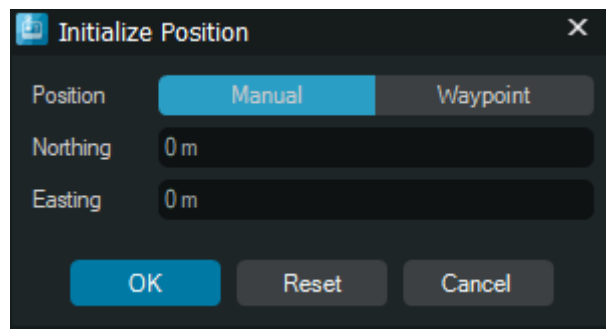 Initialize Position
Position Manual Waypoint
Northing 0 m
Easting 0 m
OK Reset Cancel